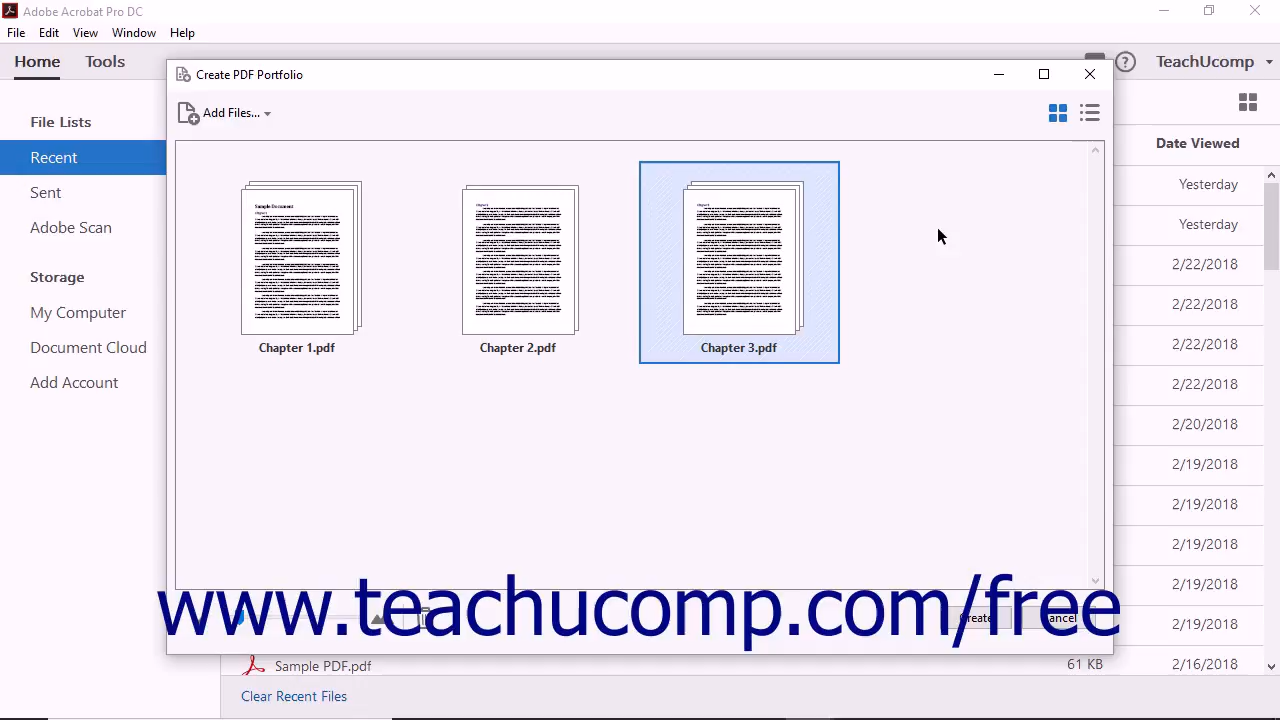 Adobe Acrobat Pro DC
File Edit View Window Help
Home Tools
TeachUcomp
Create PDF Portfolio
Add Files...
File Lists
Recent
Sent
Adobe Scan
Storage
My Computer
Document Cloud
Add Account
Sample Document
Chapter 1.pdf
Chapter 2.pdf
Chapter 3.pdf
Date Viewed
Yesterday
Yesterday
2/22/2018
2/22/2018
2/22/2018
2/22/2018
2/20/2018
2/19/2018
2/19/2018
2/19/2018
2/19/2018
2/19/2018
www.teachucomp.com/free
Create
Cancel
Sample PDF.pdf 61 KB 2/16/2018
Clear Recent Files